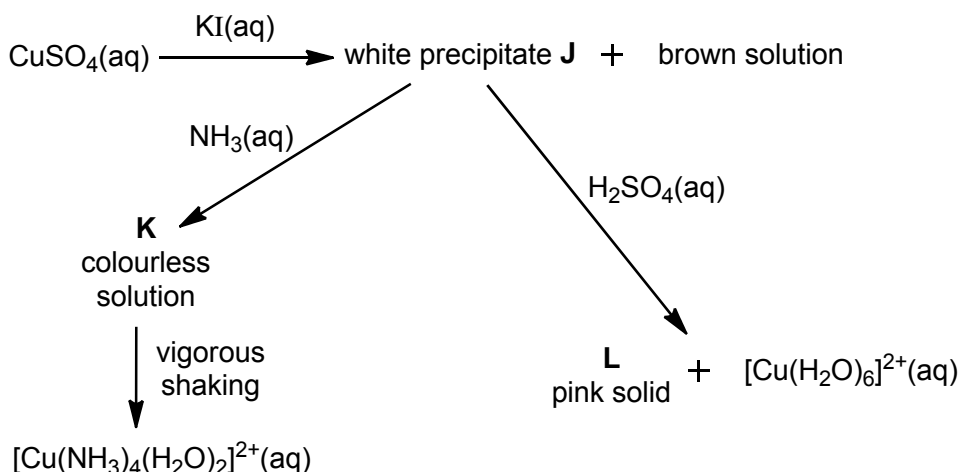 KI(aq)
CuSO₄(aq) white precipitate J + brown solution
NH₃(aq)
H₂SO₄(aq)
K
colourless
solution
vigorous
shaking
L + [Cu(H₂O)₆]²⁺(aq)
pink solid
[Cu(NH₃)₄(H₂O)₂]²⁺(aq)